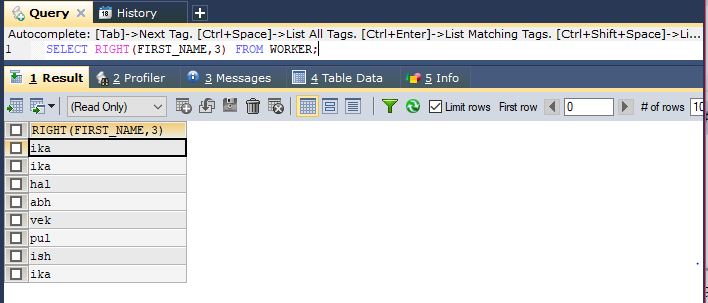 Query
History
Autocomplete: [Tab]->Next Tag. [Ctrl+Space]->List All Tags. [Ctrl+Enter]->List Matching Tags. [Ctrl+Shift+Space]->Li...
1 SELECT RIGHT(FIRST_NAME,3) FROM WORKER;
1 Result 2 Profiler 3 Messages 4 Table Data 5 Info
(Read Only) Limit rows First row 0 # of rows 10
RIGHT(FIRST_NAME,3)
ika
ika
hal
abh
vek
pul
ish
ika